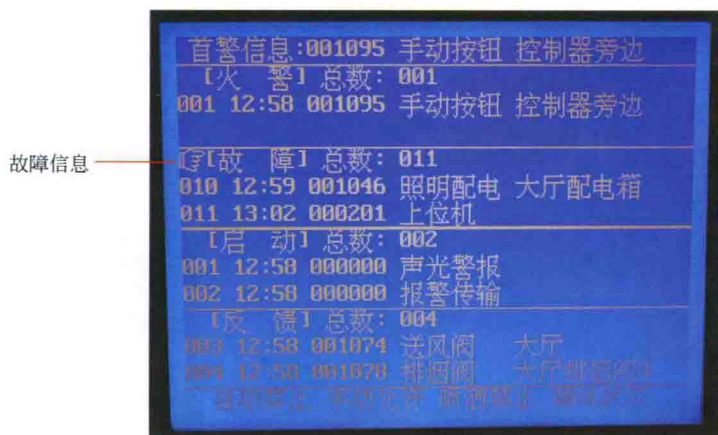 首警信息:001095 手动按钮 控制器旁边
[火 警] 总数: 001
001 12:58 001095 手动按钮 控制器旁边
故障信息
[故 障] 总数: 011
010 12:59 001046 照明配电 大厅配电箱
011 13:02 000201 上位机
[启 动] 总数: 002
001 12:58 000000 声光警报
002 12:58 000000 报警传输
[反 馈] 总数: 004
003 12:58 001074 送风阀 大厅
004 12:58 001078 排烟阀